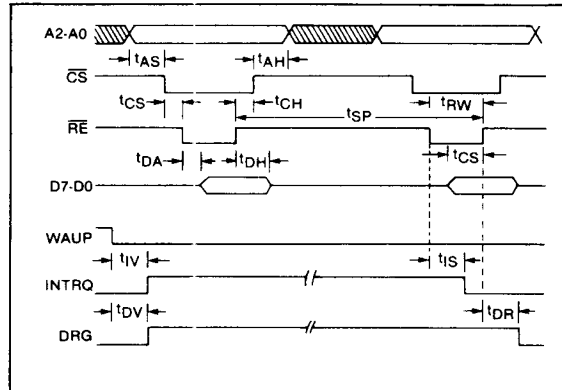 A2-A0
tAS
tAH
CS
tCS
tCH
tSP
tRW
RE
tDA
tDH
tCS
D7-D0
WAUP
tIV
tIS
INTRQ
tDV
tDR
DRG